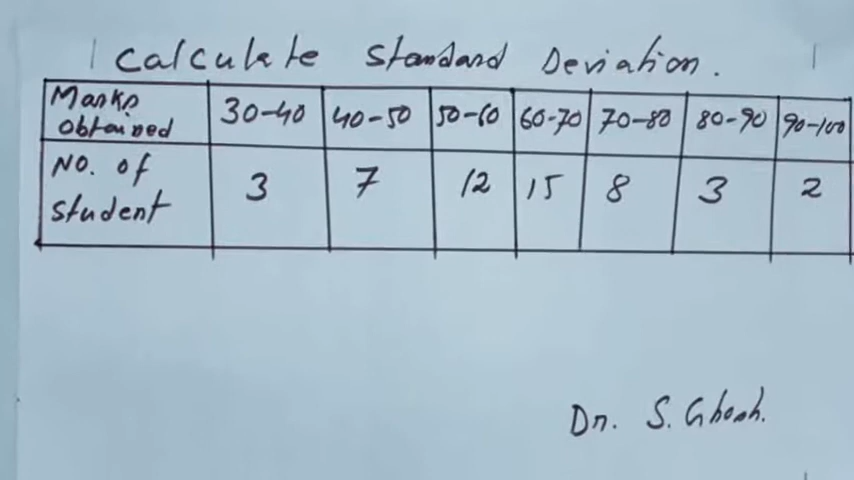 Calculate Standard Deviation.
Marks obtained 30-40 40-50 50-60 60-70 70-80 80-90 90-100
No. of student 3 7 12 15 8 3 2
Dr. S. Ghosh.